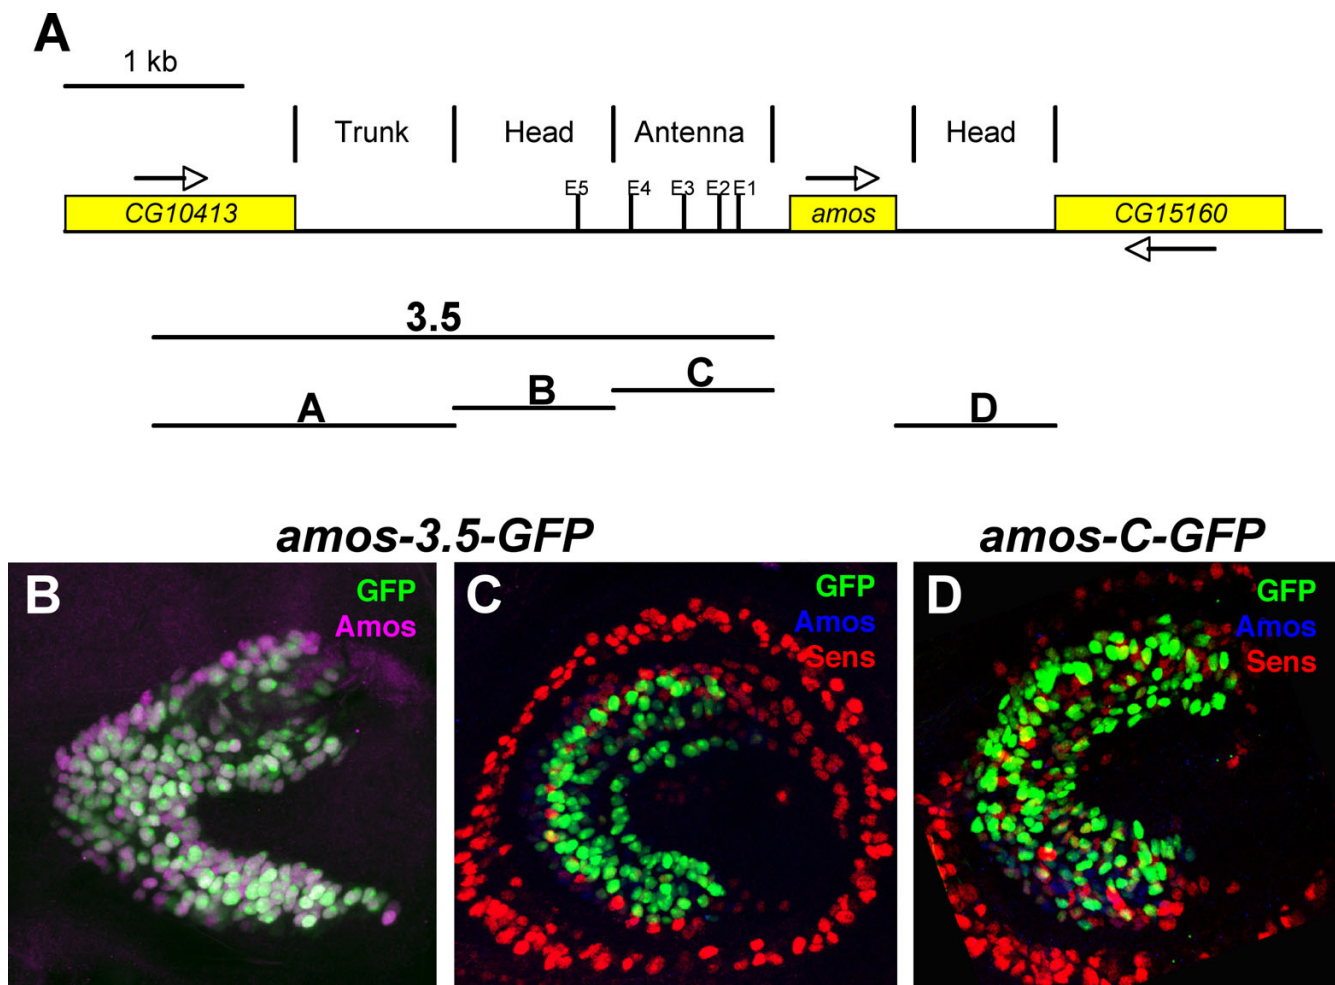 A
1 kb
Trunk Head Antenna Head
E5 E4 E3 E2 E1
CG10413 amos CG15160
3.5
C
B
A D
amos-3.5-GFP amos-C-GFP
B GFP Amos
C GFP Amos Sens
D GFP Amos Sens